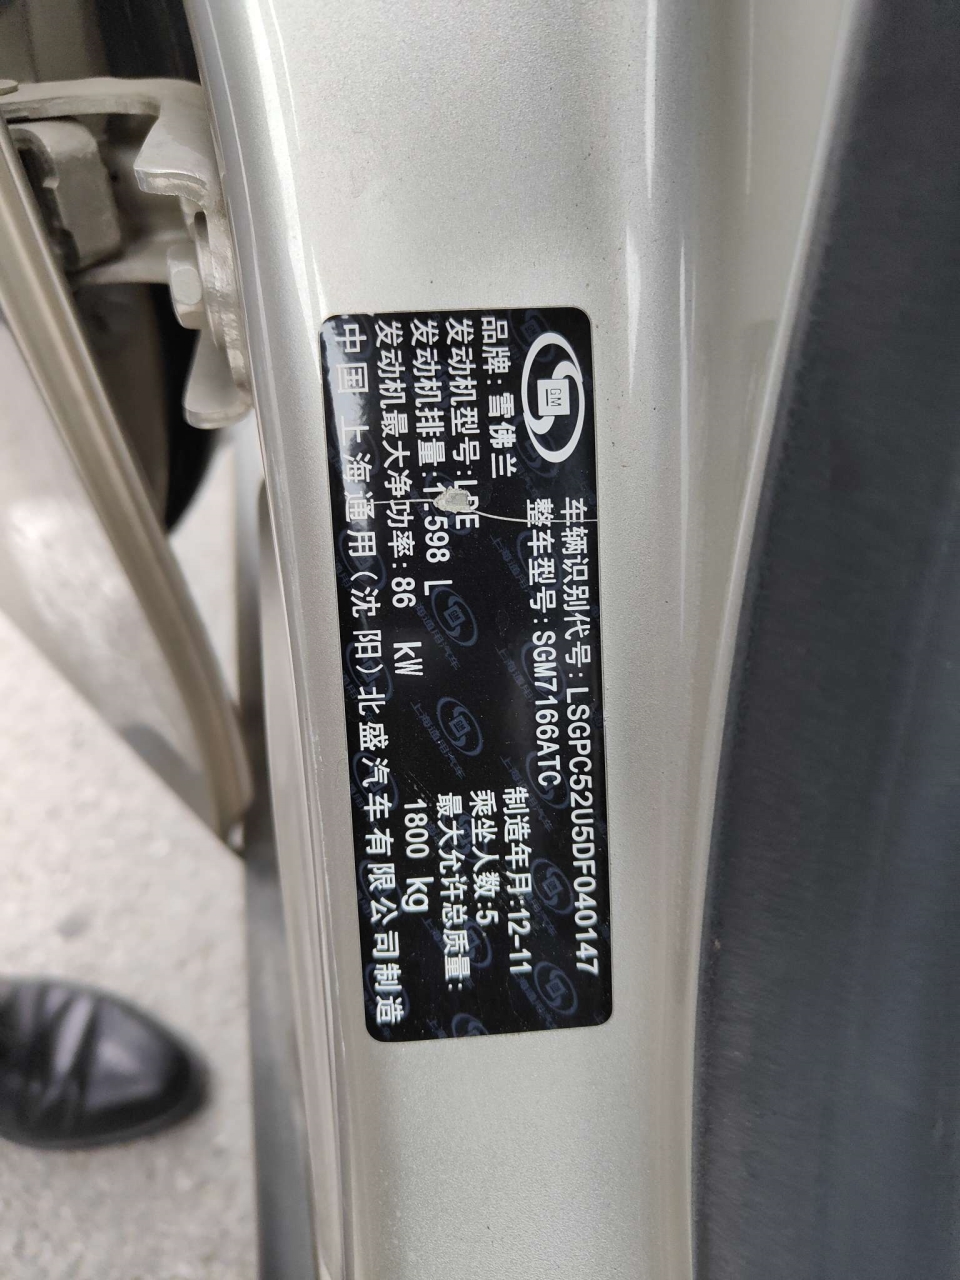 GM
车辆识别代号:LSGPC52U5DF040147
整车型号:SGM7166ATC
品牌:雪佛兰
制造年月:12-11
发动机型号:LDE
乘坐人数:5
发动机排量:1.598 L
最大允许总质量:
1800 kg
发动机最大净功率:86 kW
中国 上海通用(沈阳)北盛汽车有限公司制造